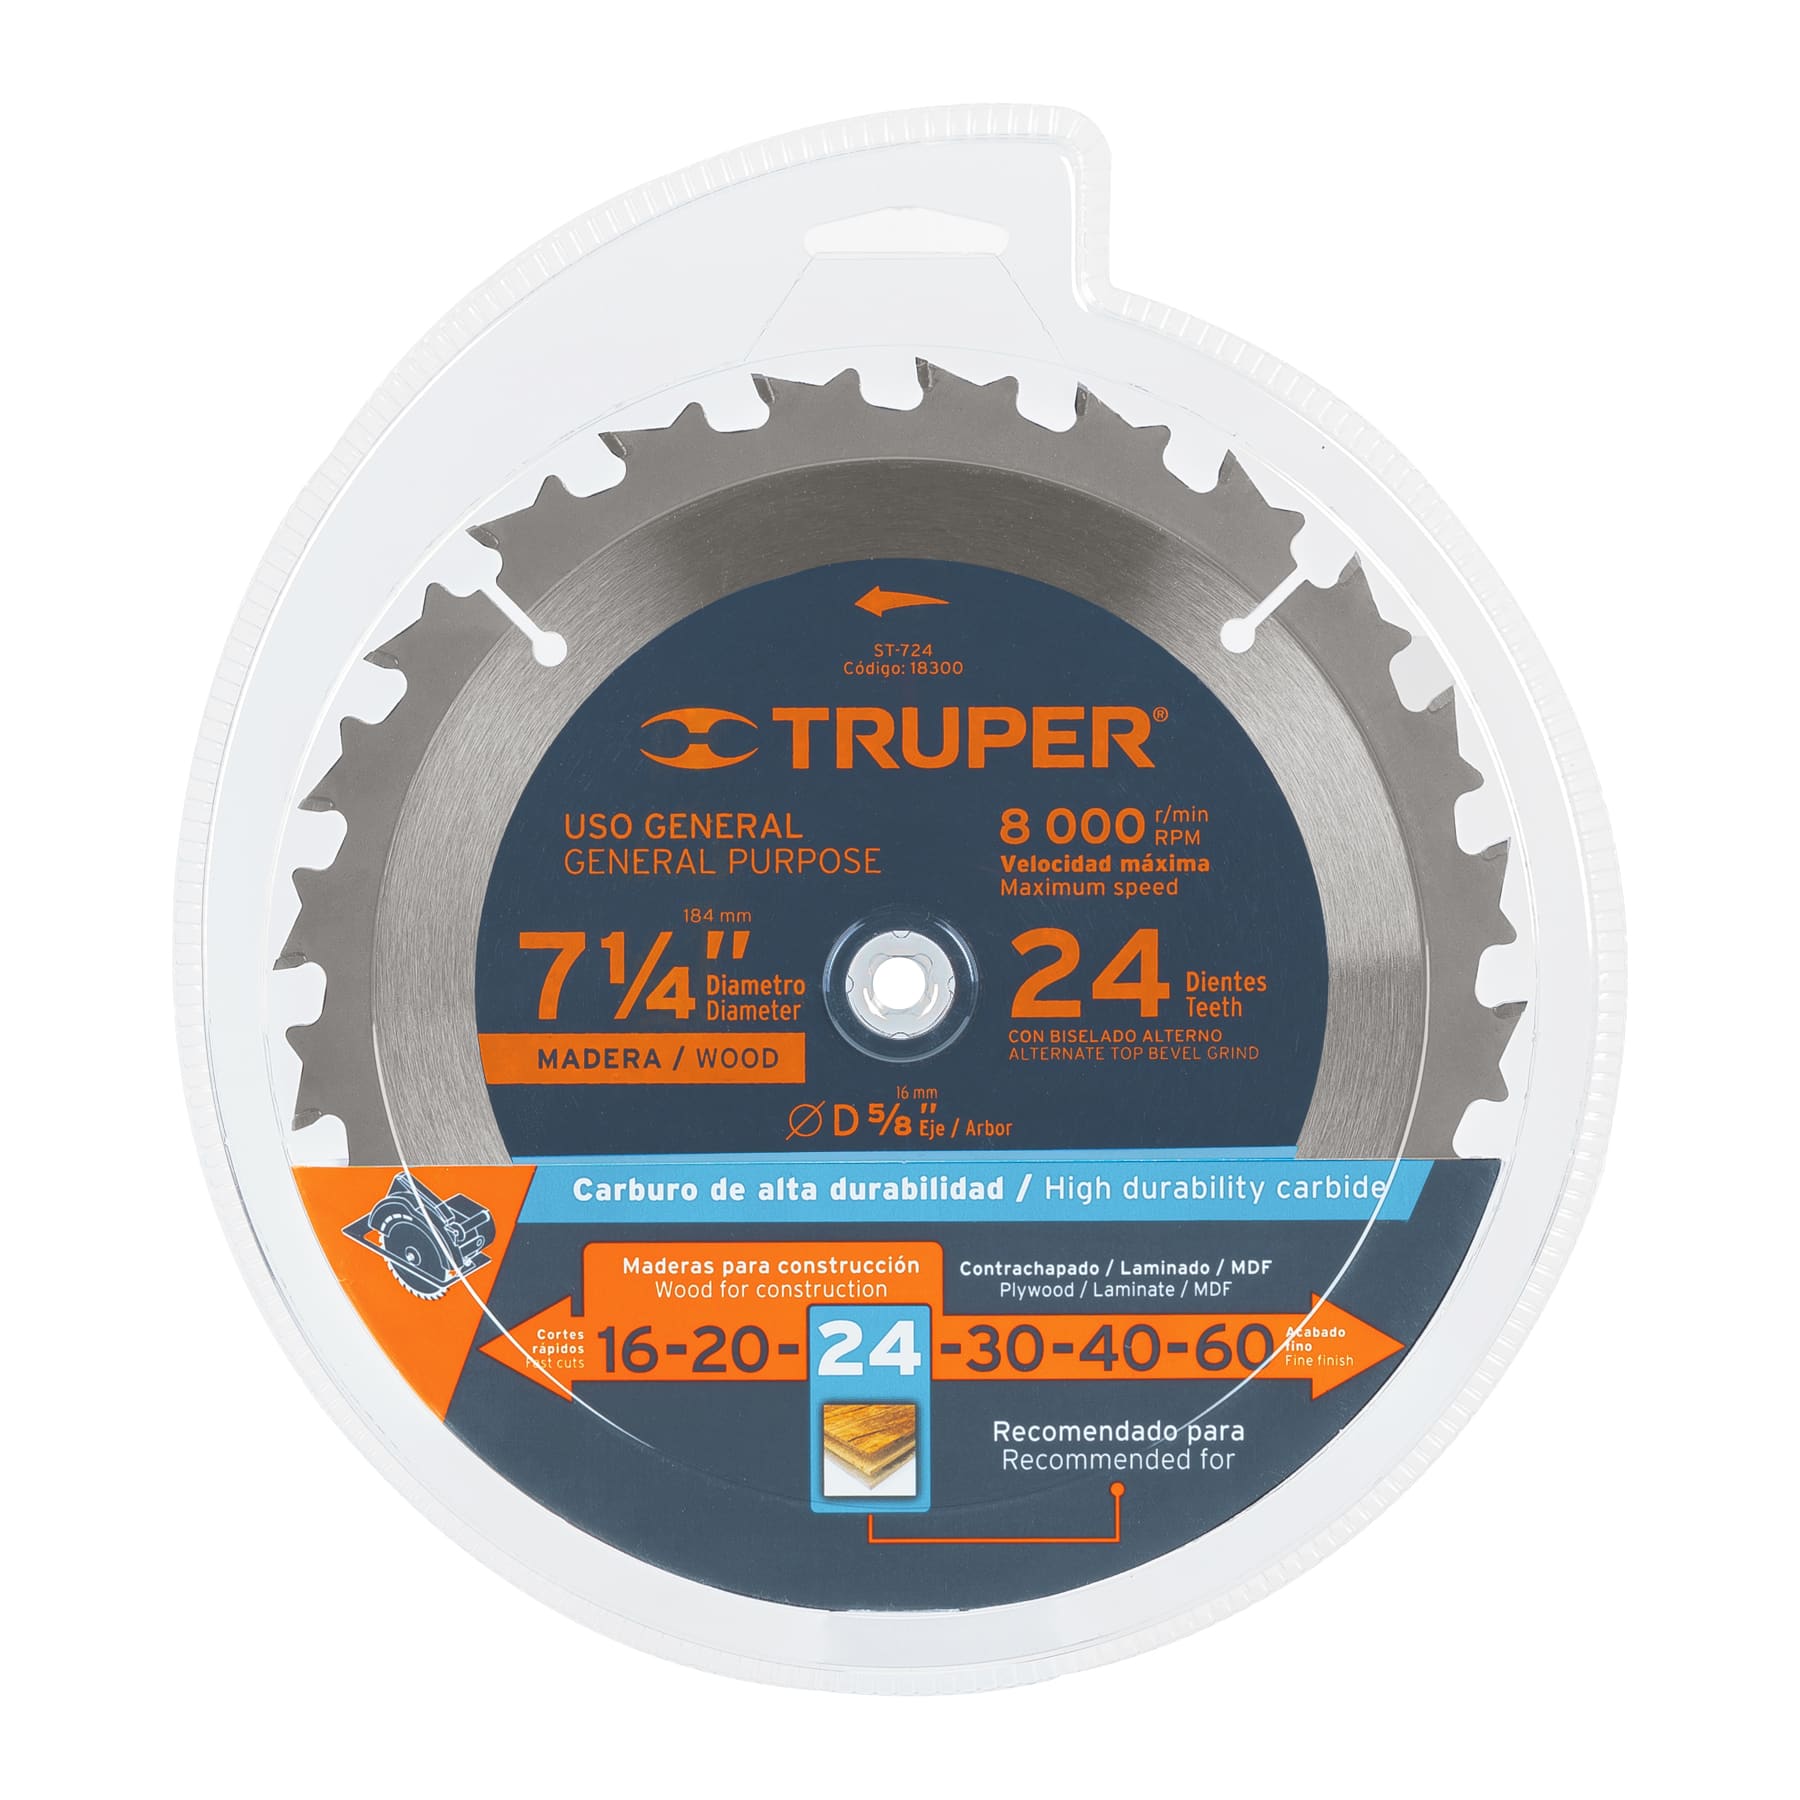 ST-724
Código: 18300
TRUPER®
USO GENERAL
GENERAL PURPOSE
8 000 r/min RPM
Velocidad máxima
Maximum speed
184 mm
7 1/4" Diametro
Diameter
MADERA / WOOD
24 Dientes
Teeth
CON BISELADO ALTERNO
ALTERNATE TOP BEVEL GRIND
16 mm
Ø D 5/8" Eje / Arbor
Carburo de alta durabilidad / High durability carbide
Maderas para construcción
Wood for construction
Contrachapado / Laminado / MDF
Plywood / Laminate / MDF
Cortes
rápidos
Fast cuts
16-20-24-30-40-60
Acabado
fino
Fine finish
Recomendado para
Recommended for